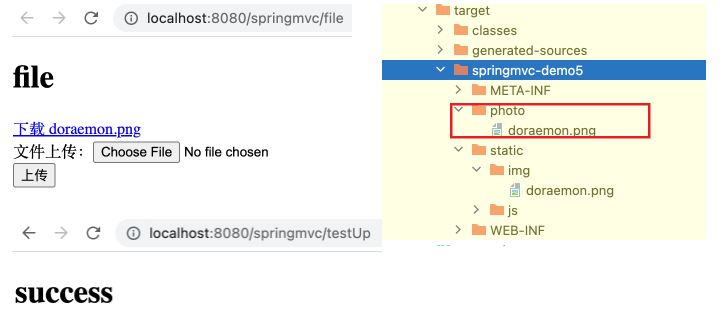 localhost:8080/springmvc/file
file
下载 doraemon.png
文件上传： Choose File No file chosen
上传
localhost:8080/springmvc/testUp
success
target
classes
generated-sources
springmvc-demo5
META-INF
photo
doraemon.png
static
img
doraemon.png
js
WEB-INF